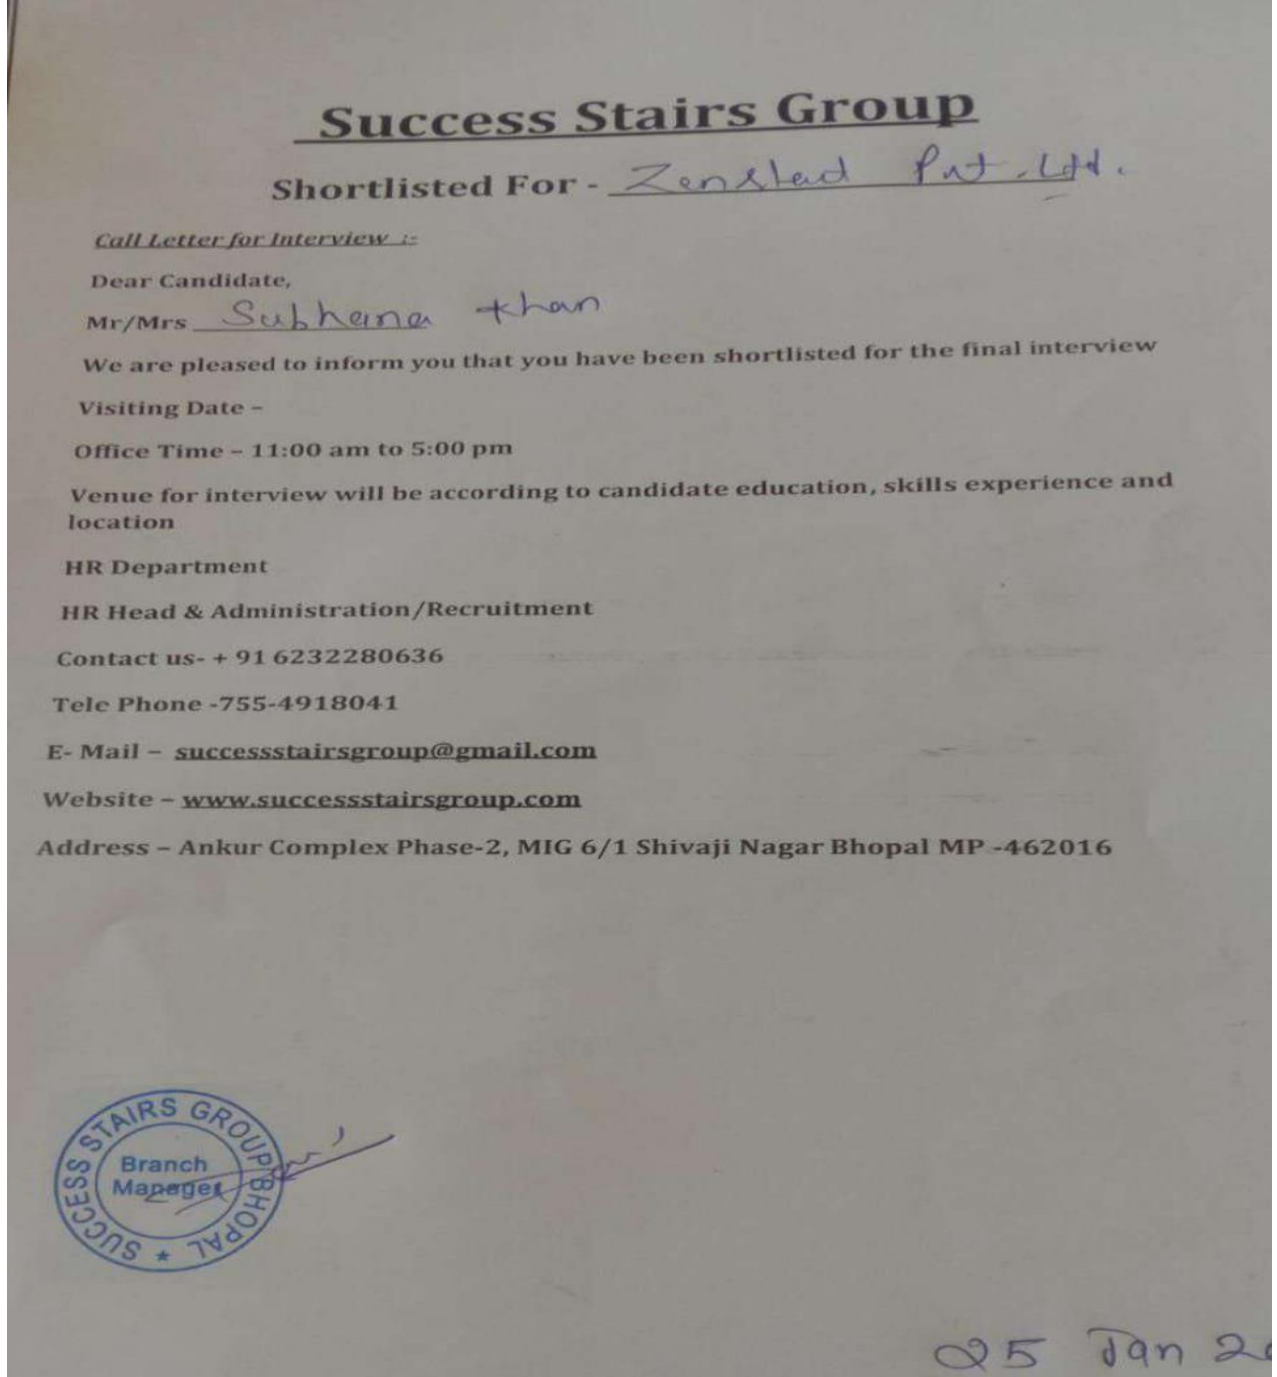 Success Stairs Group
Shortlisted For - Zenstad Pvt. Ltd.
Call Letter for Interview :-
Dear Candidate,
Mr/Mrs Subhana Khan
We are pleased to inform you that you have been shortlisted for the final interview
Visiting Date –
Office Time – 11:00 am to 5:00 pm
Venue for interview will be according to candidate education, skills experience and
location
HR Department
HR Head & Administration/Recruitment
Contact us- + 91 6232280636
Tele Phone -755-4918041
E- Mail – successstairsgroup@gmail.com
Website – www.successstairsgroup.com
Address – Ankur Complex Phase-2, MIG 6/1 Shivaji Nagar Bhopal MP -462016
SUCCESS STAIRS GROUP BHOPAL
Branch
Manager
25 Jan